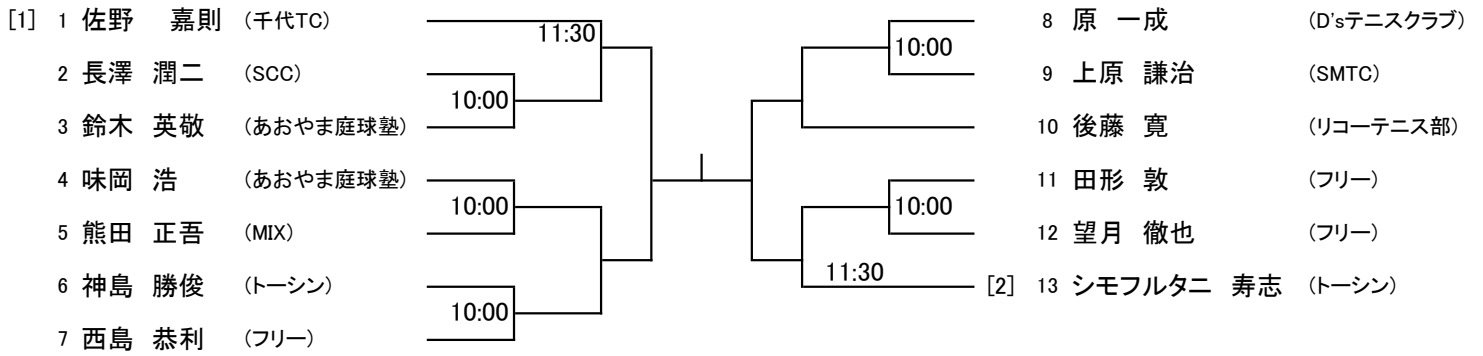 [1] 1 佐野 嘉則 (千代TC)
2 長澤 潤二 (SCC)
3 鈴木 英敬 (あおやま庭球塾)
4 味岡 浩 (あおやま庭球塾)
5 熊田 正吾 (MIX)
6 神島 勝俊 (トーシン)
7 西島 恭利 (フリー)
11:30
10:00
10:00
10:00
10:00
10:00
11:30
8 原 一成 (D'sテニスクラブ)
9 上原 謙治 (SMTC)
10 後藤 寛 (リコーテニス部)
11 田形 敦 (フリー)
12 望月 徹也 (フリー)
[2] 13 シモフルタニ 寿志 (トーシン)